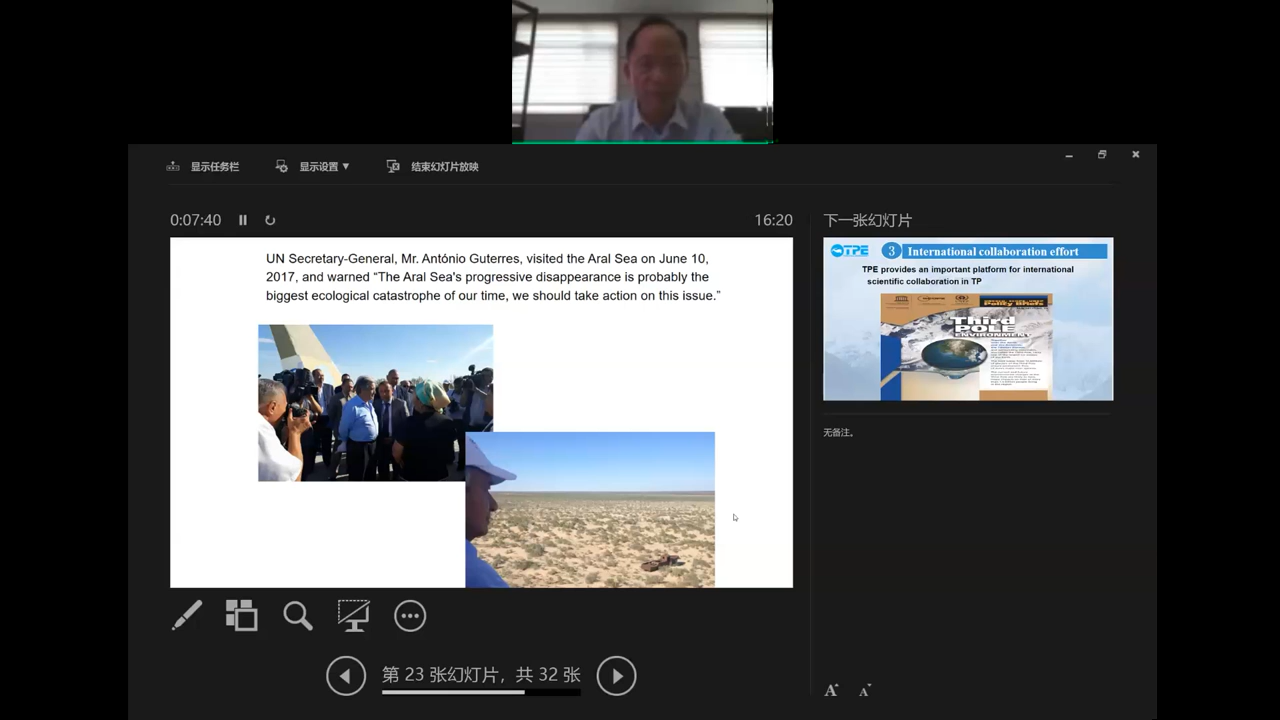 显示任务栏
显示设置 ▼
结束幻灯片放映
0:07:40
16:20
下一张幻灯片
UN Secretary-General, Mr. António Guterres, visited the Aral Sea on June 10,
2017, and warned “The Aral Sea's progressive disappearance is probably the
biggest ecological catastrophe of our time, we should take action on this issue.”
TPE
3 International collaboration effort
TPE provides an important platform for international
scientific collaboration in TP
Policy Briefs
Third
POLE
ENVIRONMENT
无备注。
第 23 张幻灯片，共 32 张
A A